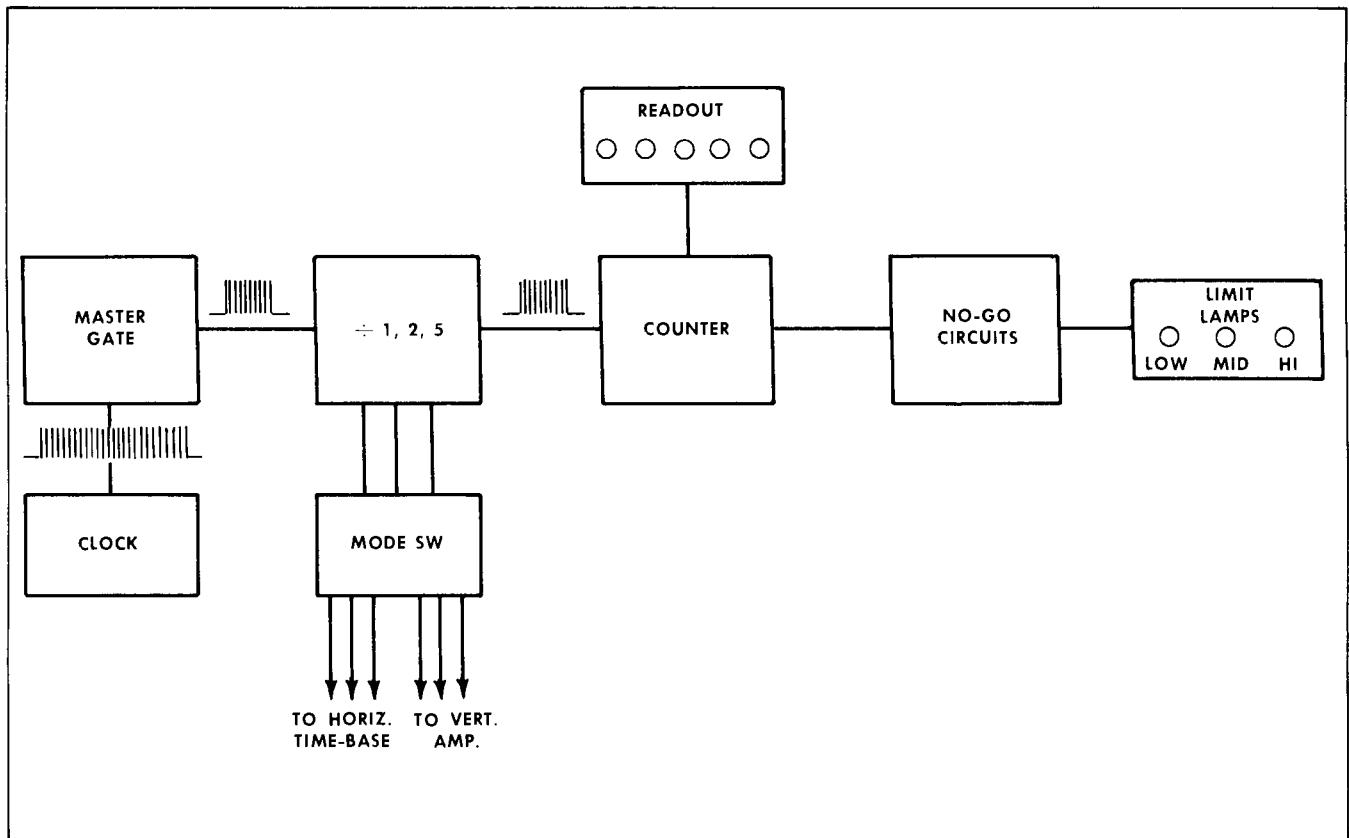 READOUT
MASTER
GATE
÷ 1, 2, 5
COUNTER
NO-GO
CIRCUITS
LIMIT
LAMPS
LOW MID HI
CLOCK
MODE SW
TO HORIZ.
TIME-BASE
TO VERT.
AMP.